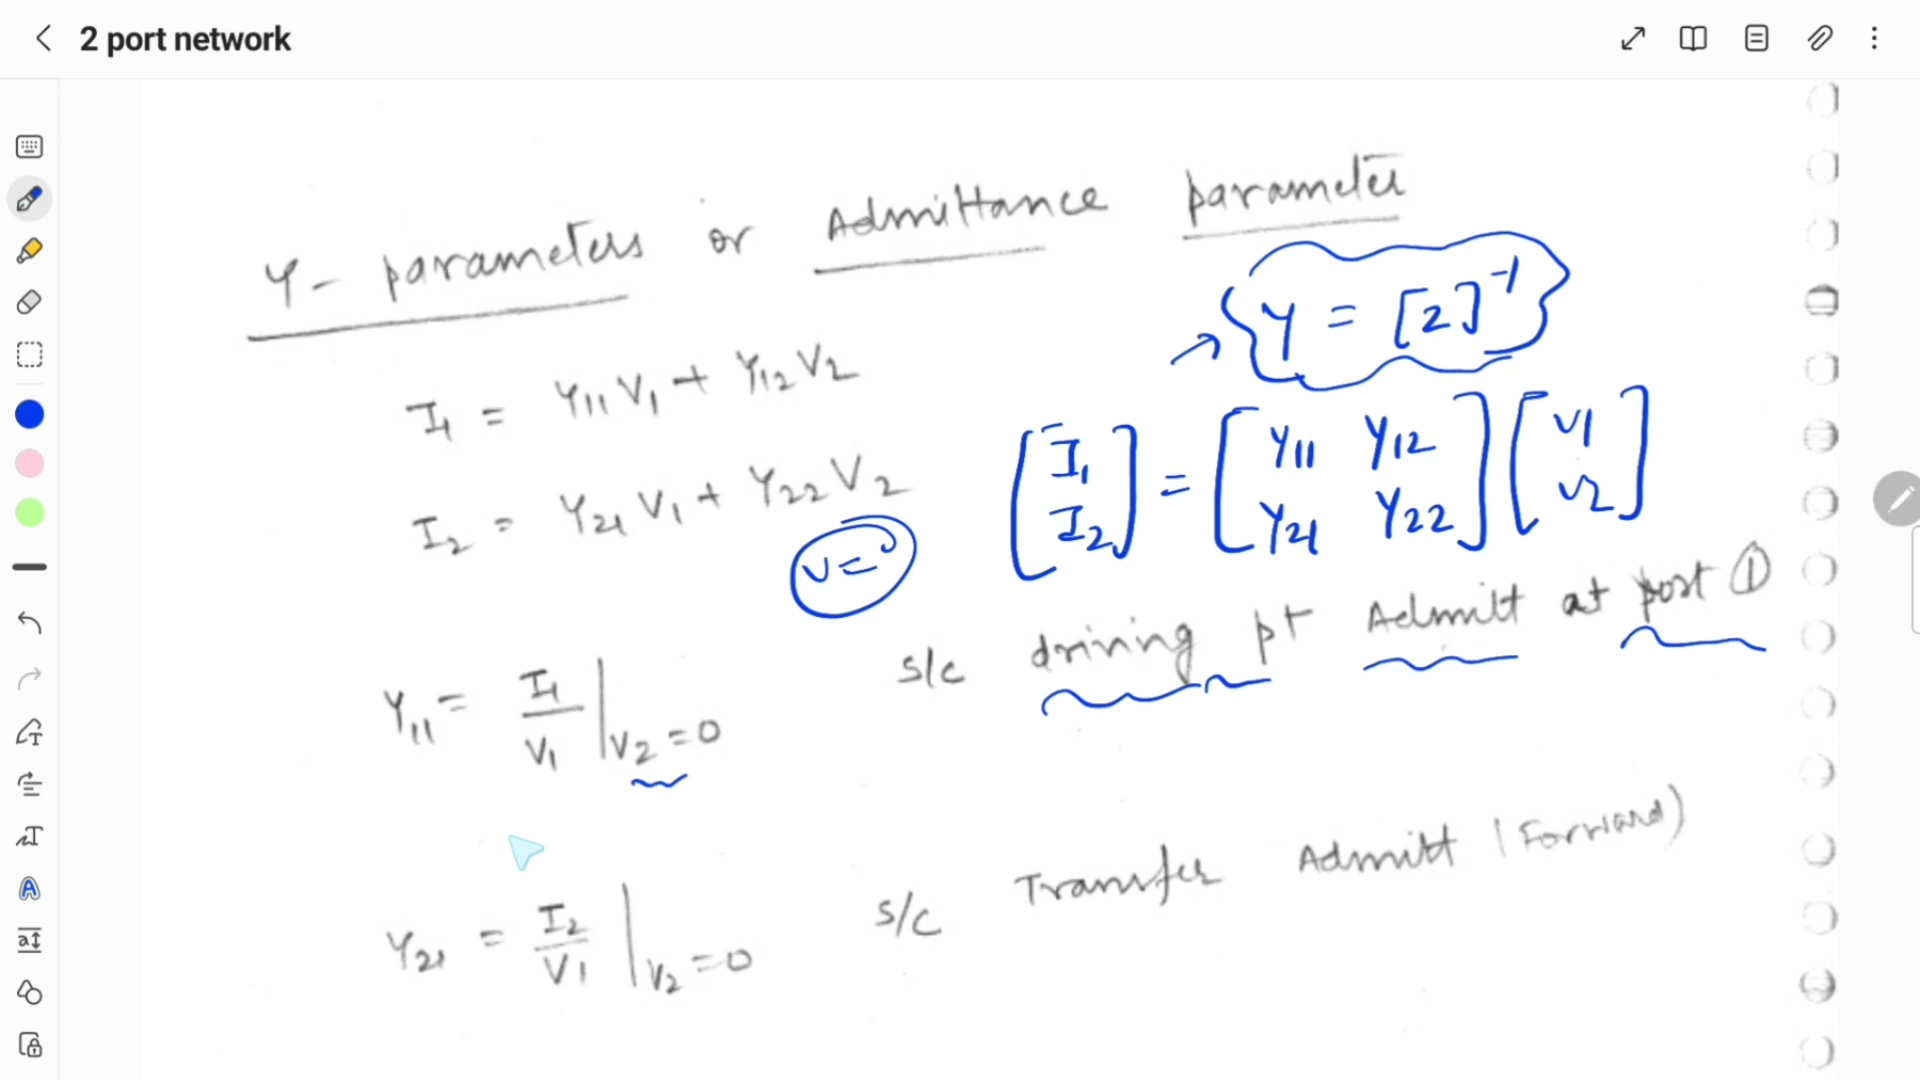 2 port network
Y- parameters or Admittance parameter
Y = [Z]⁻¹
I₁ = Y₁₁V₁ + Y₁₂V₂
I₂ = Y₂₁V₁ + Y₂₂V₂
[I₁ I₂] = [Y₁₁ Y₁₂ Y₂₁ Y₂₂] [V₁ V₂]
V=0
Y₁₁ = I₁/V₁ |V₂=0 s/c driving pt Admitt at port ①
Y₂₁ = I₂/V₁ |V₂=0 s/c Transfer Admitt (Forward)